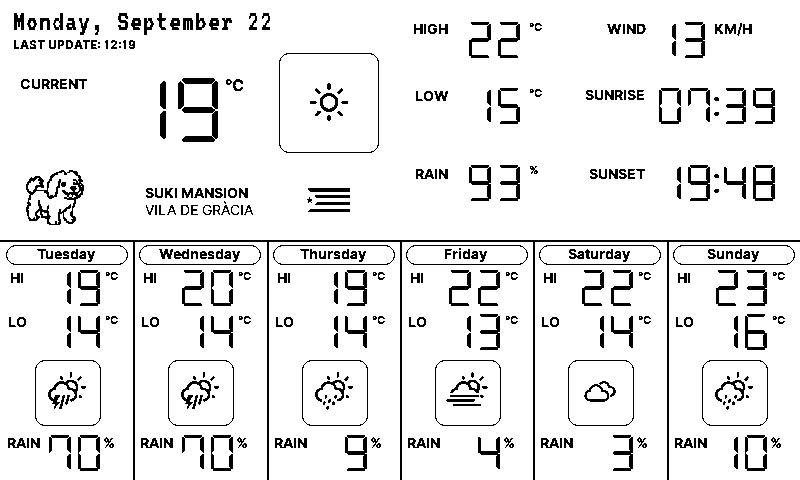 Monday, September 22
LAST UPDATE: 12:19
CURRENT 19 °C
SUKI MANSION
VILA DE GRÀCIA
HIGH 22 °C
LOW 15 °C
RAIN 93 %
WIND 13 KM/H
SUNRISE 07:39
SUNSET 19:48
Tuesday
HI 19 °C
LO 14 °C
RAIN 70 %
Wednesday
HI 20 °C
LO 14 °C
RAIN 70 %
Thursday
HI 19 °C
LO 14 °C
RAIN 9 %
Friday
HI 22 °C
LO 13 °C
RAIN 4 %
Saturday
HI 22 °C
LO 14 °C
RAIN 3 %
Sunday
HI 23 °C
LO 16 °C
RAIN 10 %